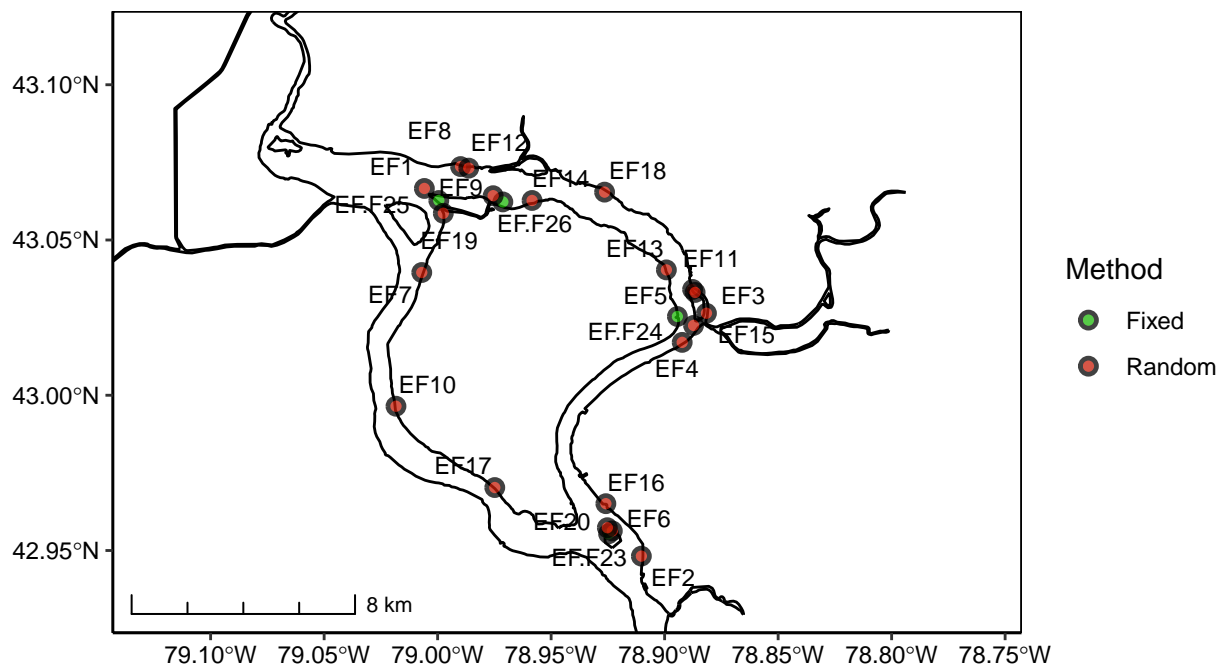 43.10°N
43.05°N
43.00°N
42.95°N
EF8
EF12
EF1
EF9
EF14
EF18
EF.F25
EF.F26
EF19
EF13
EF11
EF7
EF5
EF3
EF.F24
EF15
EF4
EF10
EF17
EF16
EF20
EF6
EF.F23
EF2
8 km
79.10°W
79.05°W
79.00°W
78.95°W
78.90°W
78.85°W
78.80°W
78.75°W
Method
Fixed
Random